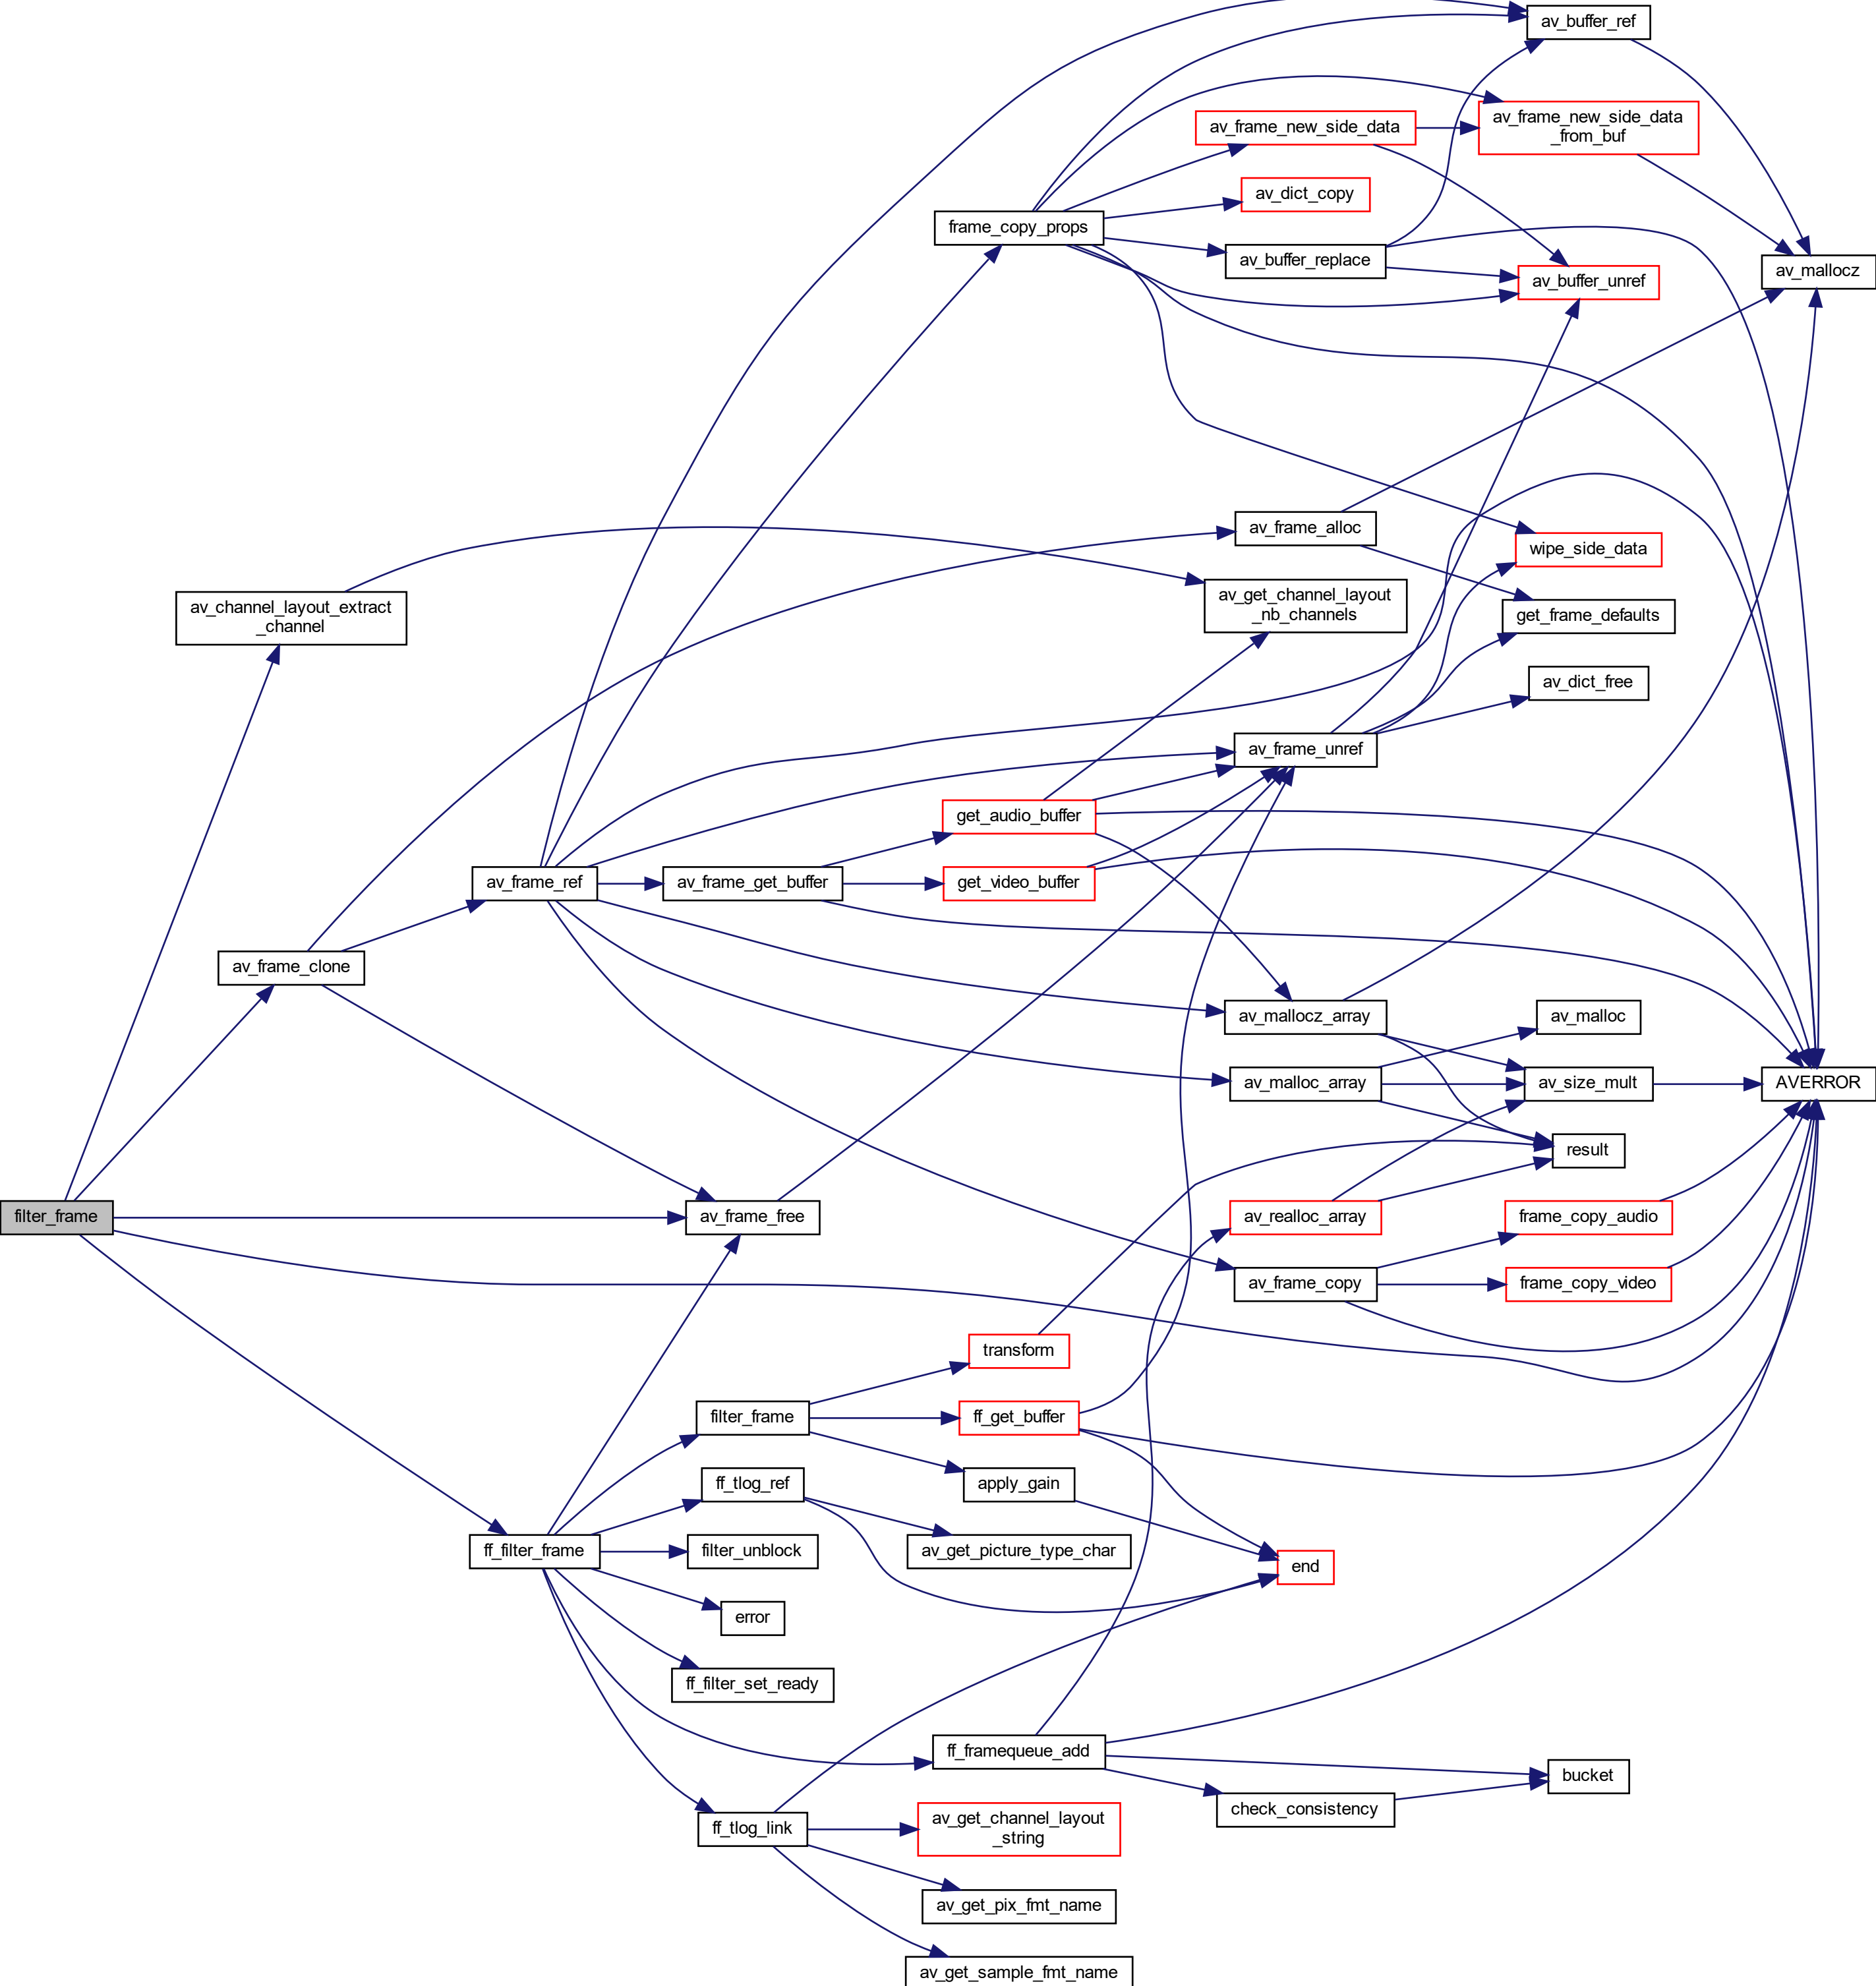 av_buffer_ref
av_frame_new_side_data
_from_buf
av_frame_new_side_data
av_dict_copy
frame_copy_props
av_buffer_replace
av_mallocz
av_buffer_unref
av_frame_alloc
wipe_side_data
av_get_channel_layout
_nb_channels
av_channel_layout_extract
_channel
get_frame_defaults
av_dict_free
av_frame_unref
get_audio_buffer
av_frame_ref
av_frame_get_buffer
get_video_buffer
av_frame_clone
av_mallocz_array
av_malloc
av_malloc_array
av_size_mult
AVERROR
result
filter_frame
av_frame_free
av_realloc_array
frame_copy_audio
av_frame_copy
frame_copy_video
transform
filter_frame
ff_get_buffer
ff_tlog_ref
apply_gain
ff_filter_frame
filter_unblock
av_get_picture_type_char
end
error
ff_filter_set_ready
ff_framequeue_add
bucket
check_consistency
ff_tlog_link
av_get_channel_layout
_string
av_get_pix_fmt_name
av_get_sample_fmt_name